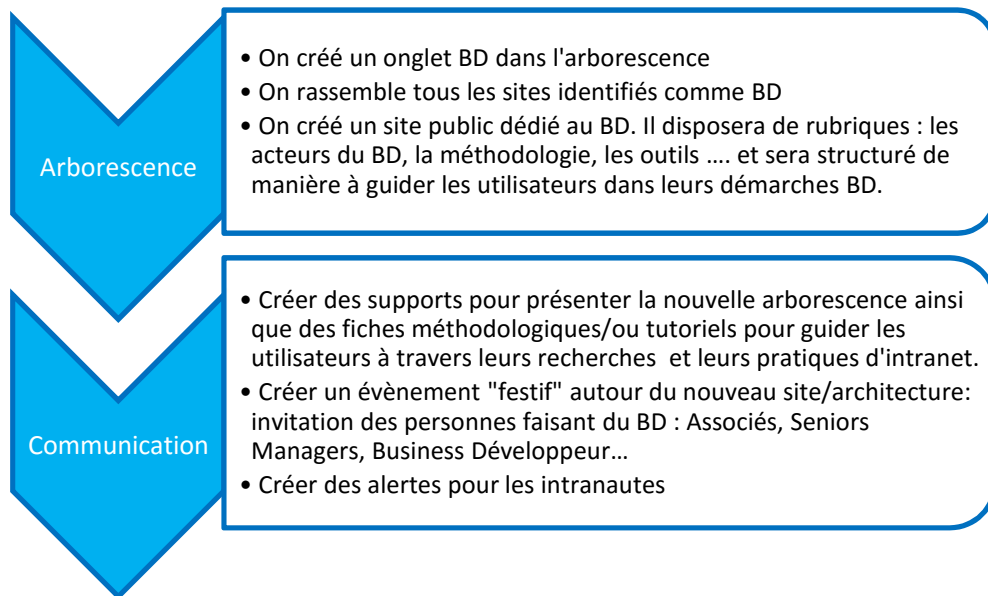 Arborescence
• On créé un onglet BD dans l'arborescence
• On rassemble tous les sites identifiés comme BD
• On créé un site public dédié au BD. Il disposera de rubriques : les
acteurs du BD, la méthodologie, les outils .... et sera structuré de
manière à guider les utilisateurs dans leurs démarches BD.
Communication
• Créer des supports pour présenter la nouvelle arborescence ainsi
que des fiches méthodologiques/ou tutoriels pour guider les
utilisateurs à travers leurs recherches  et leurs pratiques d'intranet.
• Créer un évènement "festif" autour du nouveau site/architecture:
invitation des personnes faisant du BD : Associés, Seniors
Managers, Business Développeur...
• Créer des alertes pour les intranautes